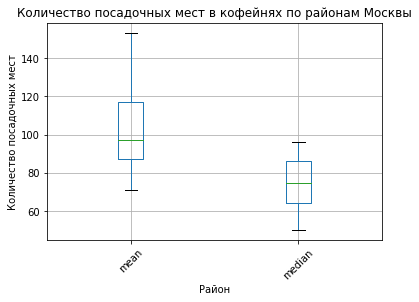 Количество посадочных мест в кофейнях по районам Москвы
Количество посадочных мест
140
120
100
80
60
mean
median
Район